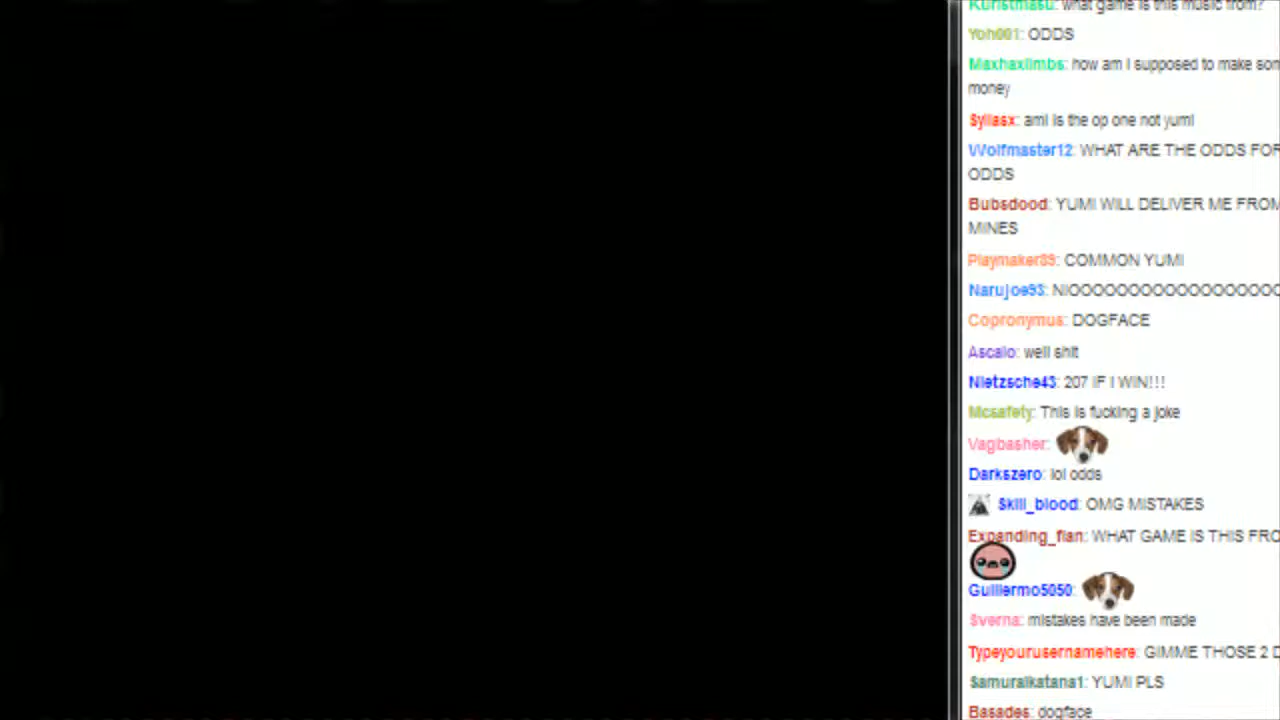 Kuristmasu: what game is this music from?
Yoh001: ODDS
Maxhaxlimbs: how am I supposed to make som
money
Syllasx: ami is the op one not yumi
Wolfmaster12: WHAT ARE THE ODDS FOR
ODDS
Bubsdood: YUMI WILL DELIVER ME FROM
MINES
Playmaker89: COMMON YUMI
Narujoe93: NIOOOOOOOOOOOOOOOOOO
Copronymus: DOGFACE
Ascalo: well shit
Nietzsche43: 207 IF I WIN!!!
Mcsafety: This is fucking a joke
Vagbasher:
Darkszero: lol odds
Skill_blood: OMG MISTAKES
Expanding_flan: WHAT GAME IS THIS FRO
Guillermo5050:
Sverna: mistakes have been made
Typeyourusernamehere: GIMME THOSE 2 D
Samuraikatana1: YUMI PLS
Basades: dogface